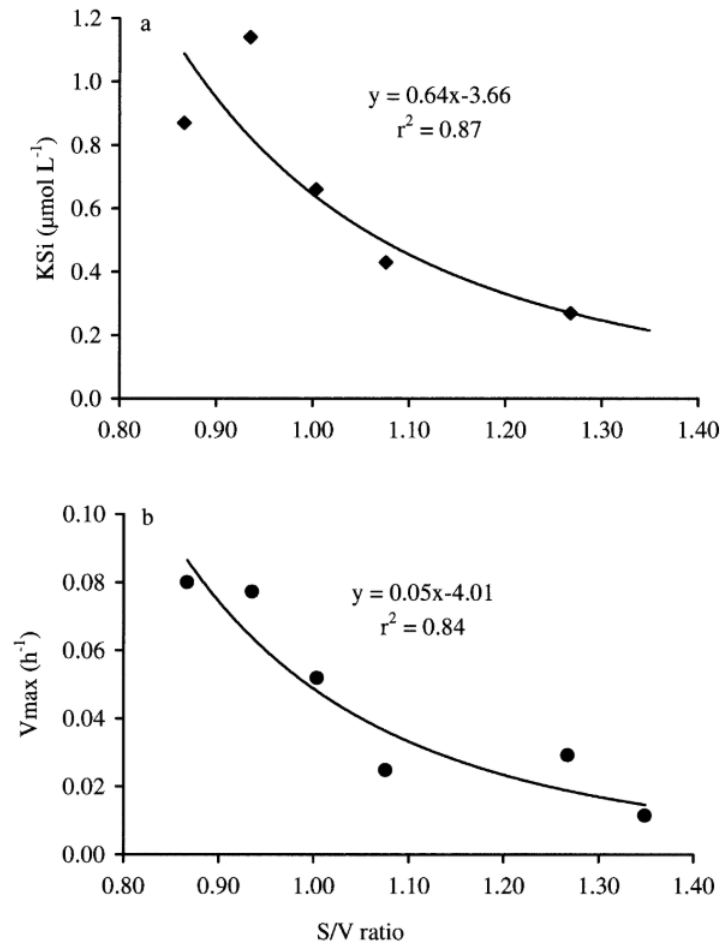 a
1.2
1.0
0.8
0.6
0.4
0.2
0.0
KSi (µmol L⁻¹)
y = 0.64x-3.66
r² = 0.87
0.80 0.90 1.00 1.10 1.20 1.30 1.40
b
0.10
0.08
0.06
0.04
0.02
0.00
Vmax (h⁻¹)
y = 0.05x-4.01
r² = 0.84
0.80 0.90 1.00 1.10 1.20 1.30 1.40
S/V ratio